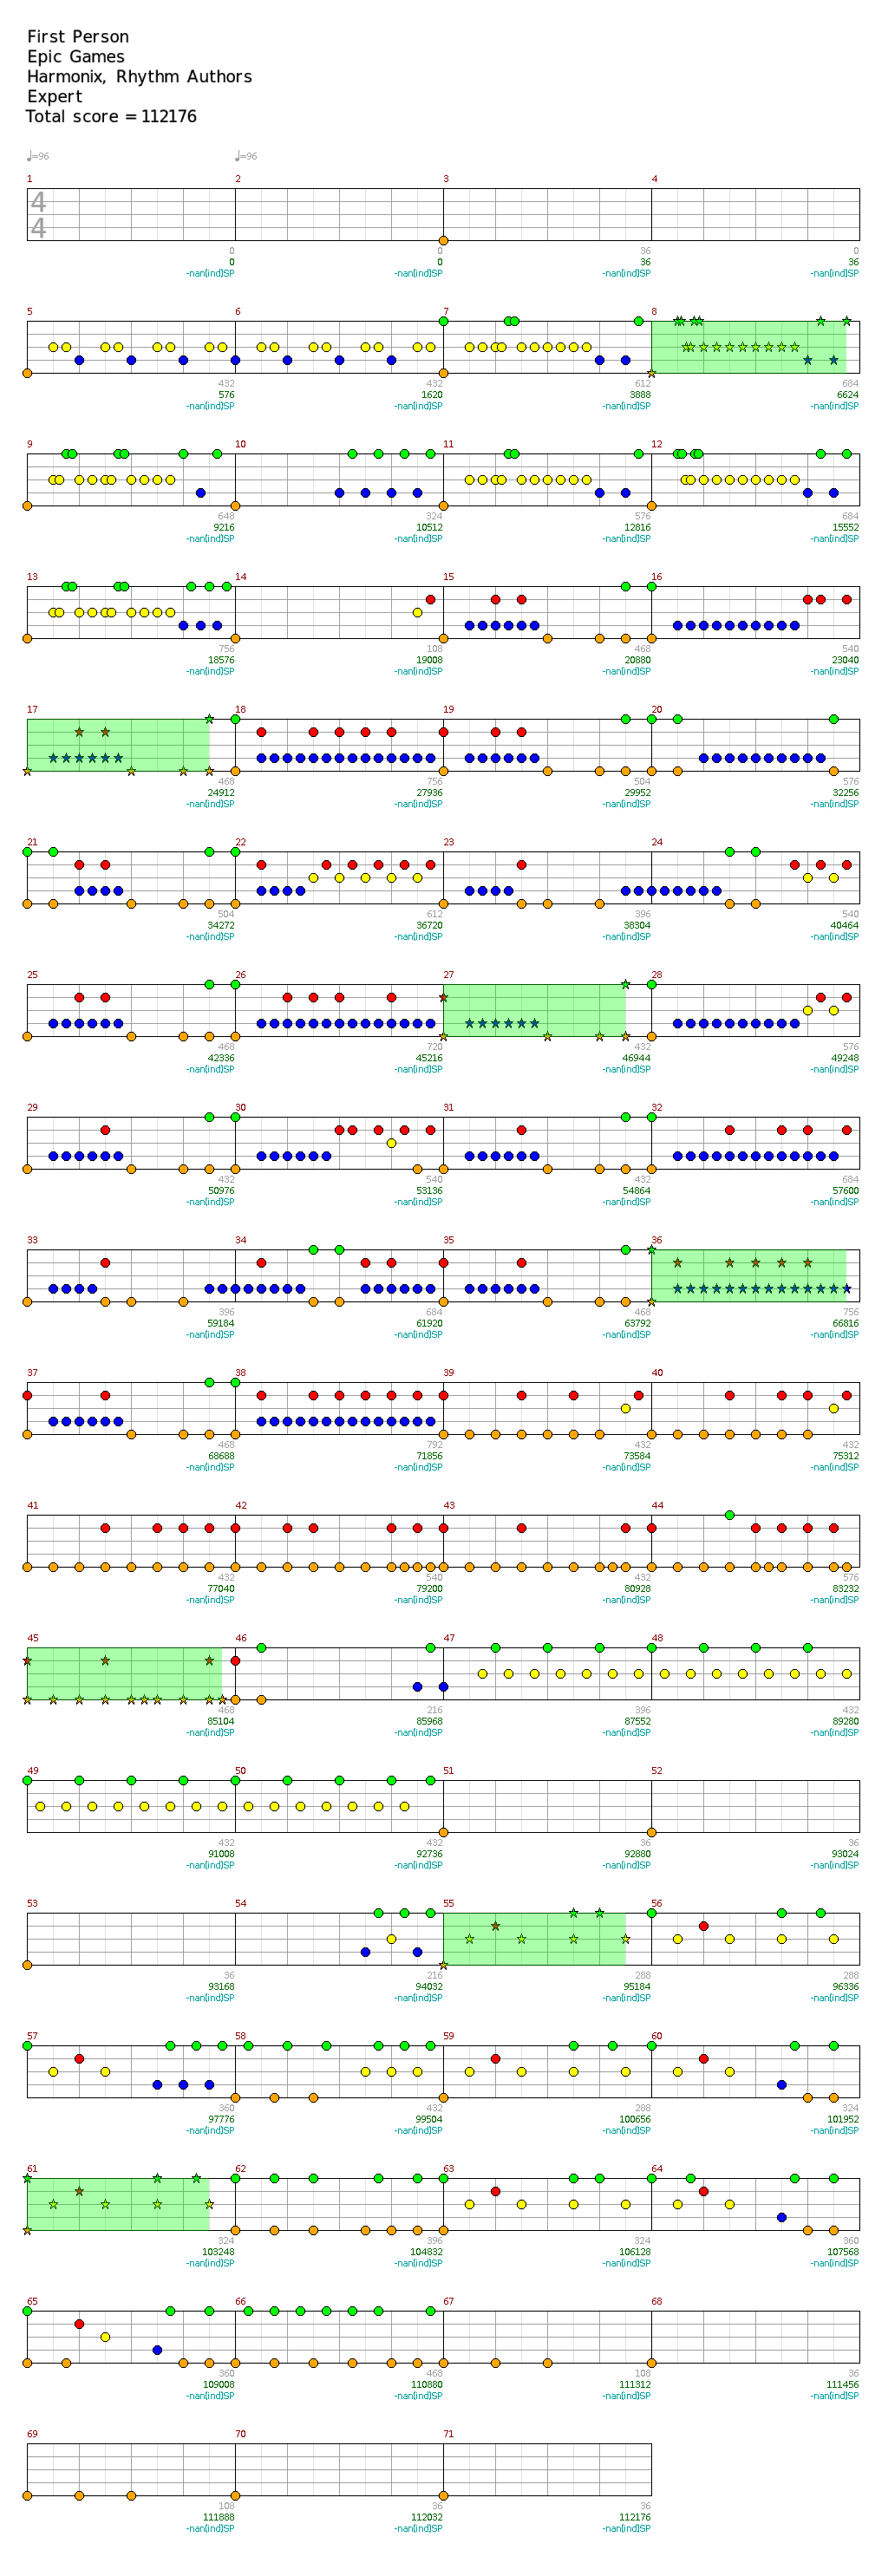 First Person
Epic Games
Harmonix, Rhythm Authors
Expert
Total score = 112176
♩=96 ♩=96
1 2 3 4
4
4
0 0 36 0
0 0 36 36
-nan(ind)SP -nan(ind)SP -nan(ind)SP -nan(ind)SP
5 6 7 8
432 432 612 684
576 1620 3888 6624
-nan(ind)SP -nan(ind)SP -nan(ind)SP -nan(ind)SP
9 10 11 12
648 324 576 684
9216 10512 12816 15552
-nan(ind)SP -nan(ind)SP -nan(ind)SP -nan(ind)SP
13 14 15 16
756 108 468 540
18576 19008 20880 23040
-nan(ind)SP -nan(ind)SP -nan(ind)SP -nan(ind)SP
17 18 19 20
468 756 504 576
24912 27936 29952 32256
-nan(ind)SP -nan(ind)SP -nan(ind)SP -nan(ind)SP
21 22 23 24
504 612 396 540
34272 36720 38304 40464
-nan(ind)SP -nan(ind)SP -nan(ind)SP -nan(ind)SP
25 26 27 28
468 720 432 576
42336 45216 46944 49248
-nan(ind)SP -nan(ind)SP -nan(ind)SP -nan(ind)SP
29 30 31 32
432 540 432 684
50976 53136 54864 57600
-nan(ind)SP -nan(ind)SP -nan(ind)SP -nan(ind)SP
33 34 35 36
396 684 468 756
59184 61920 63792 66816
-nan(ind)SP -nan(ind)SP -nan(ind)SP -nan(ind)SP
37 38 39 40
468 792 432 432
68688 71856 73584 75312
-nan(ind)SP -nan(ind)SP -nan(ind)SP -nan(ind)SP
41 42 43 44
432 540 432 576
77040 79200 80928 83232
-nan(ind)SP -nan(ind)SP -nan(ind)SP -nan(ind)SP
45 46 47 48
468 216 396 432
85104 85968 87552 89280
-nan(ind)SP -nan(ind)SP -nan(ind)SP -nan(ind)SP
49 50 51 52
432 432 36 36
91008 92736 92880 93024
-nan(ind)SP -nan(ind)SP -nan(ind)SP -nan(ind)SP
53 54 55 56
36 216 288 288
93168 94032 95184 96336
-nan(ind)SP -nan(ind)SP -nan(ind)SP -nan(ind)SP
57 58 59 60
360 432 288 324
97776 99504 100656 101952
-nan(ind)SP -nan(ind)SP -nan(ind)SP -nan(ind)SP
61 62 63 64
324 396 324 360
103248 104832 106128 107568
-nan(ind)SP -nan(ind)SP -nan(ind)SP -nan(ind)SP
65 66 67 68
360 468 108 36
109008 110880 111312 111456
-nan(ind)SP -nan(ind)SP -nan(ind)SP -nan(ind)SP
69 70 71
108 36 36
111888 112032 112176
-nan(ind)SP -nan(ind)SP -nan(ind)SP